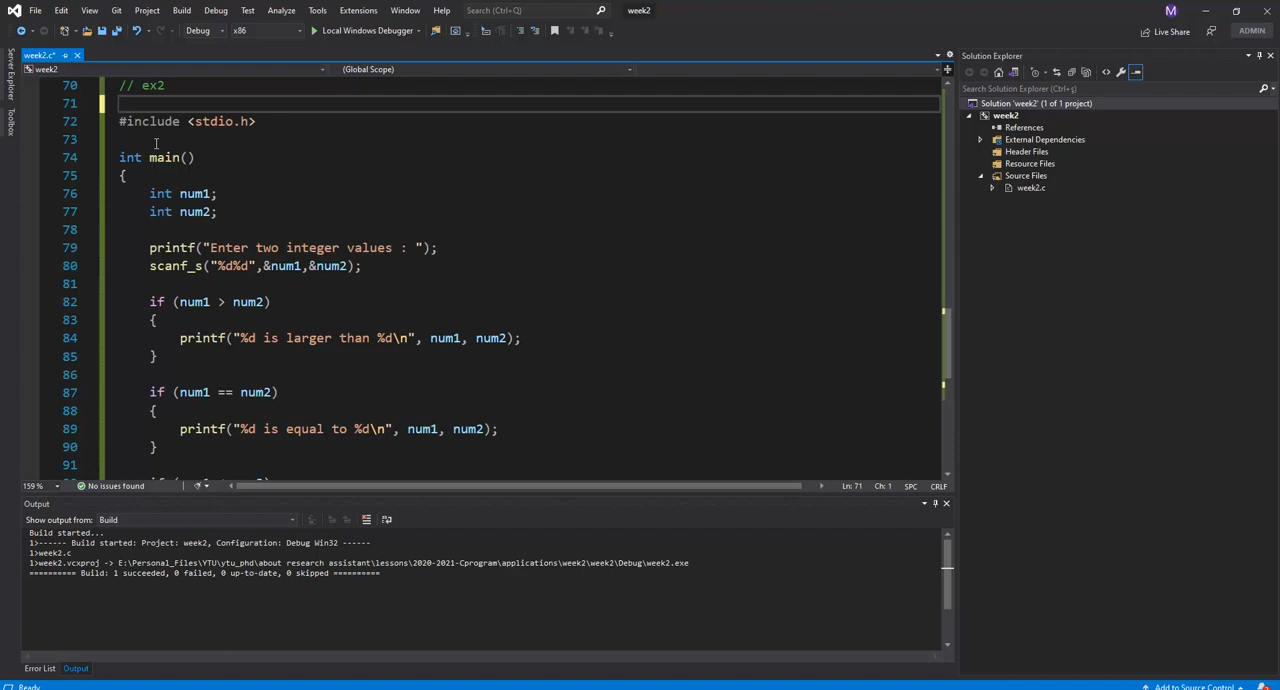 File Edit View Git Project Build Debug Test Analyze Tools Extensions Window Help Search (Ctrl+Q) week2 M
Debug x86 Local Windows Debugger Live Share ADMIN
week2.c*
week2 (Global Scope)
Server Explorer
Toolbox
70 // ex2
71
72 #include <stdio.h>
73
74 int main()
75 {
76 int num1;
77 int num2;
78
79 printf("Enter two integer values : ");
80 scanf_s("%d%d",&num1,&num2);
81
82 if (num1 > num2)
83 {
84 printf("%d is larger than %d\n", num1, num2);
85 }
86
87 if (num1 == num2)
88 {
89 printf("%d is equal to %d\n", num1, num2);
90 }
91
159 % No issues found Ln: 71 Ch: 1 SPC CRLF
Output
Show output from: Build
Build started...
1>------ Build started: Project: week2, Configuration: Debug Win32 ------
1>week2.c
1>week2.vcxproj -> E:\Personal_Files\YTU\ytu_phd\about research assistant\lessons\2020-2021-Cprogram\applications\week2\week2\Debug\week2.exe
========== Build: 1 succeeded, 0 failed, 0 up-to-date, 0 skipped ==========
Error List Output
Ready Add to Source Control
Solution Explorer
Search Solution Explorer (Ctrl+ş)
Solution 'week2' (1 of 1 project)
week2
References
External Dependencies
Header Files
Resource Files
Source Files
week2.c